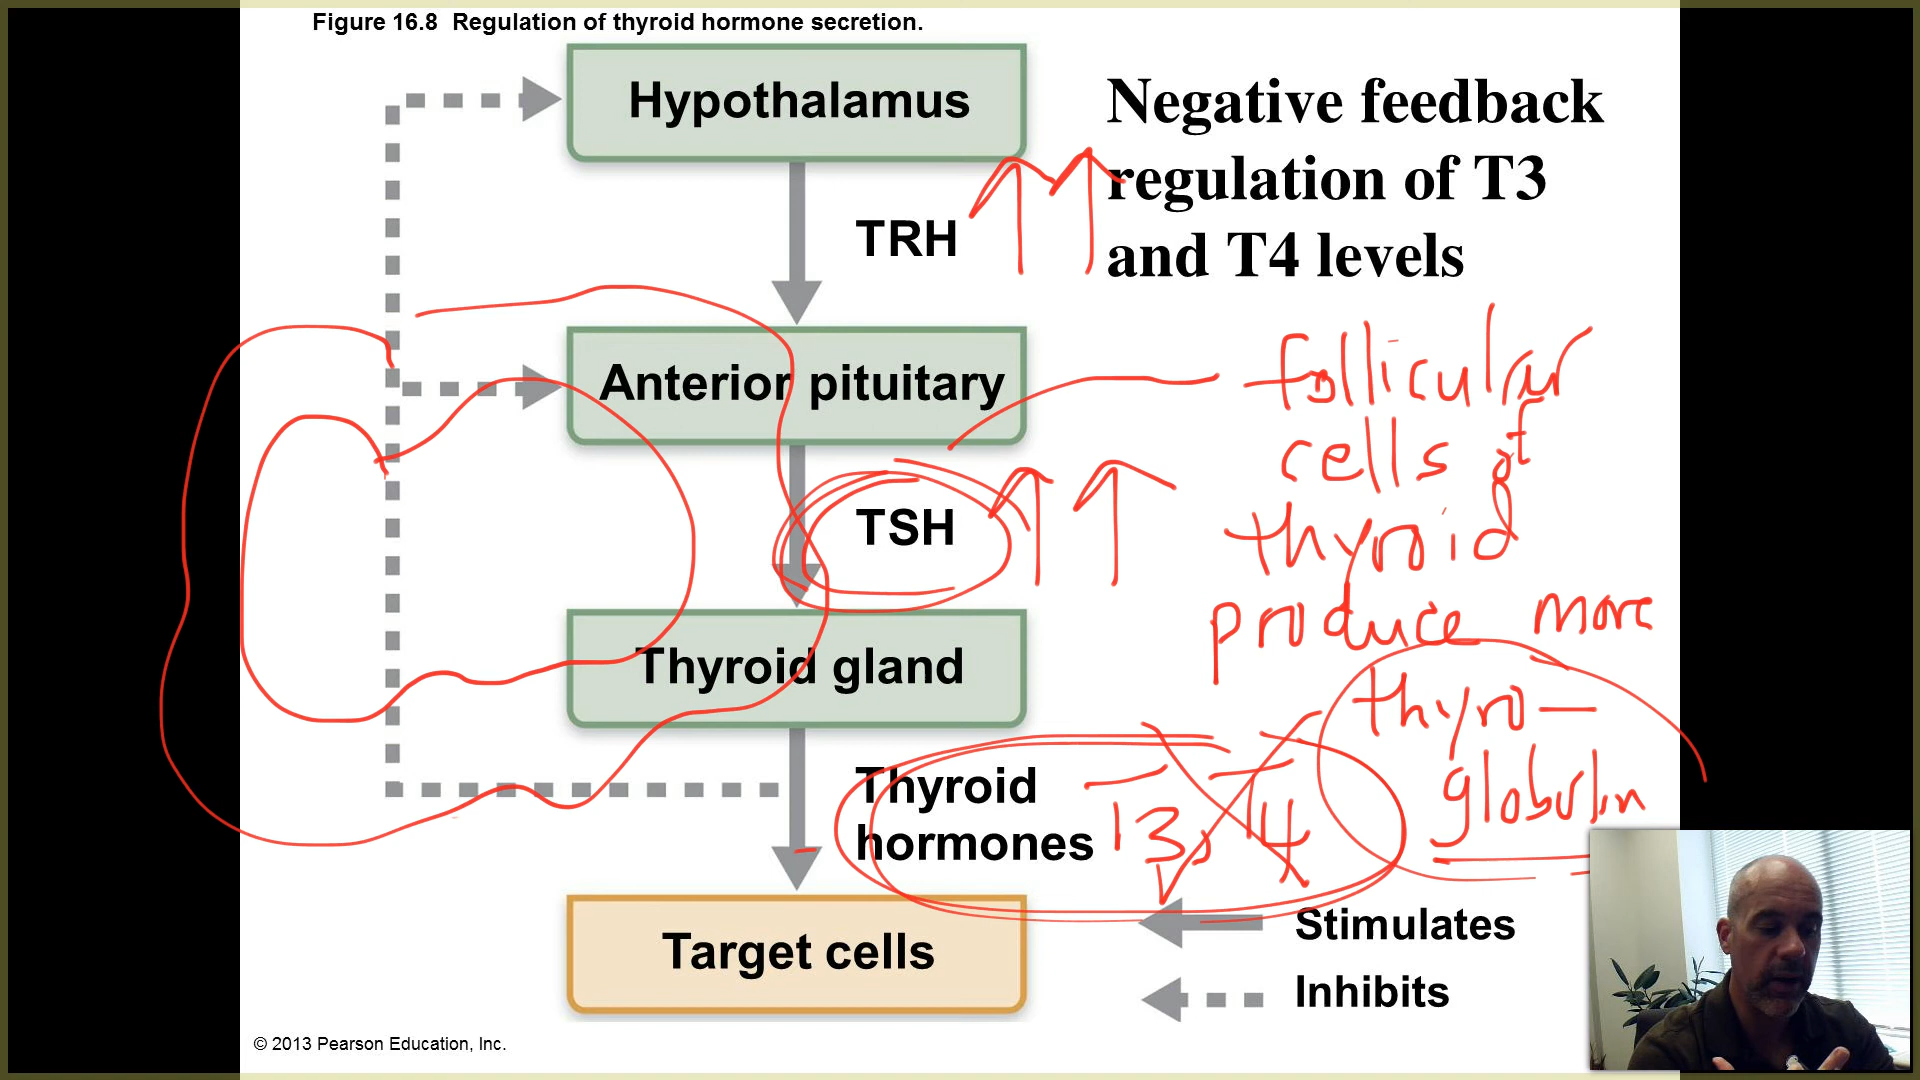 Figure 16.8 Regulation of thyroid hormone secretion.
Hypothalamus
Negative feedback
regulation of T3
and T4 levels
TRH
Anterior pituitary
follicular
cells of
TSH
thyroid
produce more
Thyroid gland
thyro-
globulin
Thyroid
hormones
T3, T4
Target cells
Stimulates
Inhibits
© 2013 Pearson Education, Inc.